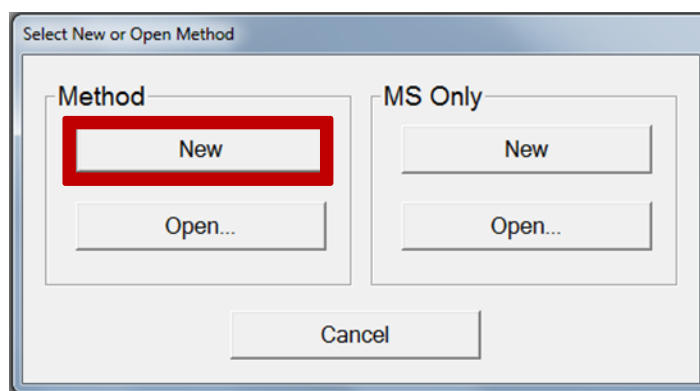 Select New or Open Method
Method
New
Open...
MS Only
New
Open...
Cancel